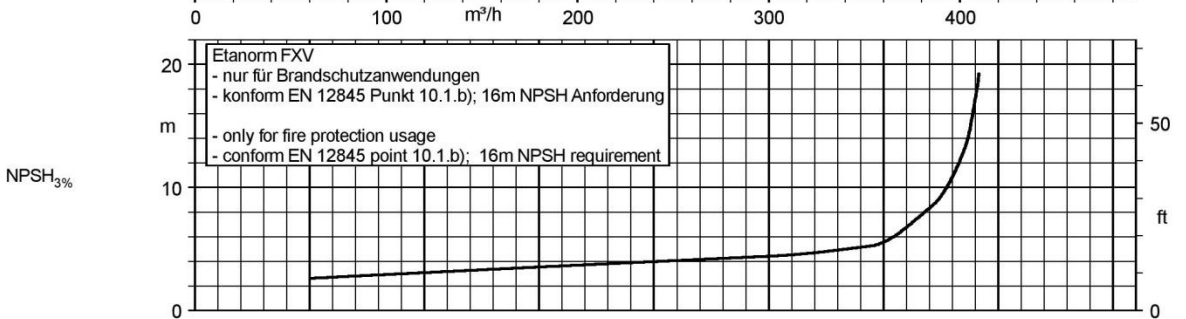 0 100 m³/h 200 300 400
Etanorm FXV
- nur für Brandschutzanwendungen
- konform EN 12845 Punkt 10.1.b); 16m NPSH Anforderung
- only for fire protection usage
- conform EN 12845 point 10.1.b); 16m NPSH requirement
20
m
10
0
NPSH3%
50
ft
0